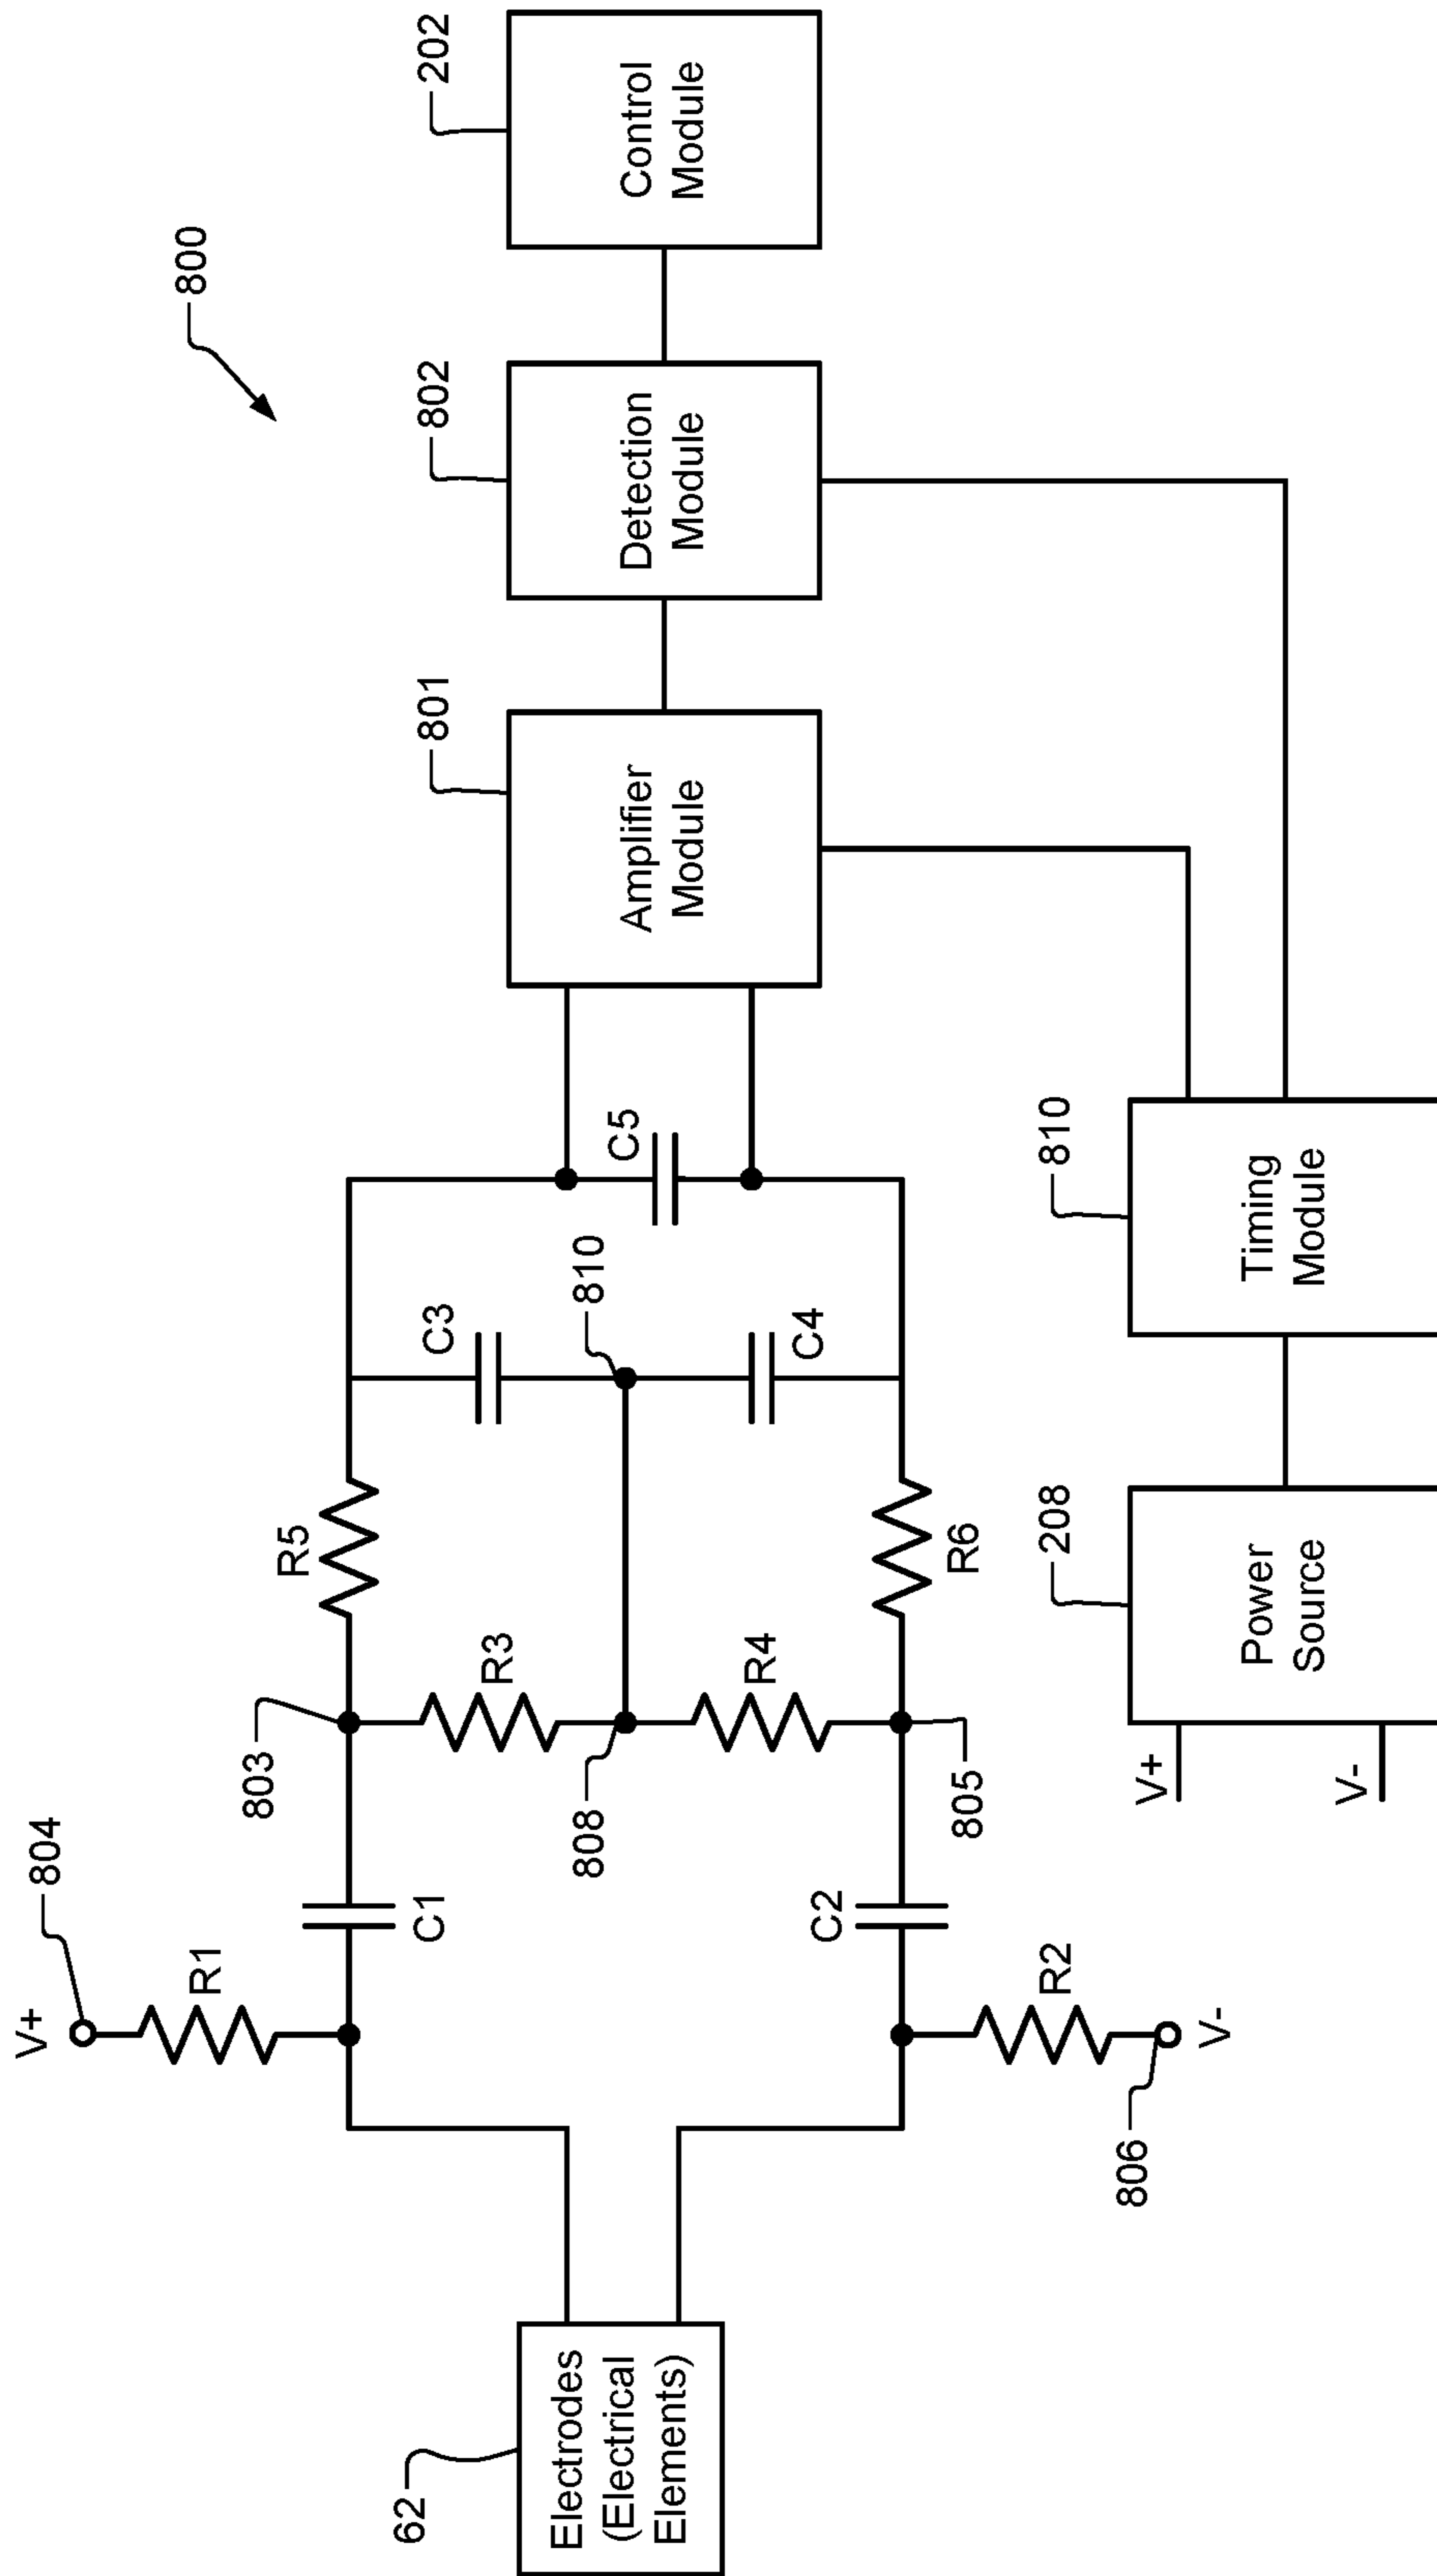 800
V+
804
R1
803
R5
C1
R3
C3
810
C5
808
62
Electrodes
(Electrical
Elements)
R4
C4
C2
R2
805
R6
806
V-
801
Amplifier
Module
802
Detection
Module
202
Control
Module
V+
V-
208
Power
Source
810
Timing
Module